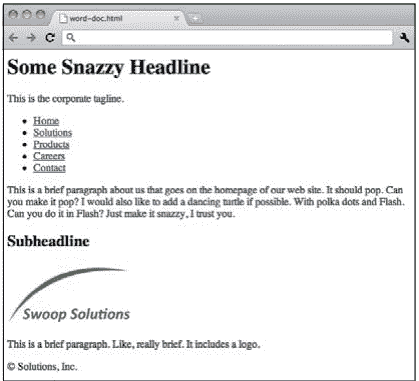 word-doc.html
Some Snazzy Headline
This is the corporate tagline.
Home
Solutions
Products
Careers
Contact
This is a brief paragraph about us that goes on the homepage of our web site. It should pop. Can
you make it pop? I would also like to add a dancing turtle if possible. With polka dots and Flash.
Can you do it in Flash? Just make it snazzy, I trust you.
Subheadline
Swoop Solutions
This is a brief paragraph. Like, really brief. It includes a logo.
© Solutions, Inc.